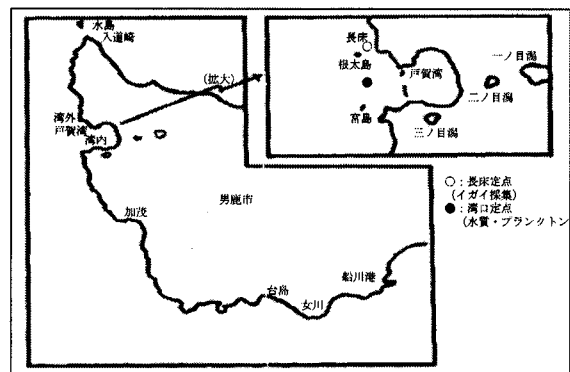 水島
入道崎
(拡大)
湾外
戸賀湾
湾内
加茂
男鹿市
台島
女川
船川港
長床
根太島
戸賀湾
一ノ目潟
二ノ目潟
宮島
三ノ目潟
○：長床定点
(イガイ採集)
●：湾口定点
(水質・プランクトン)